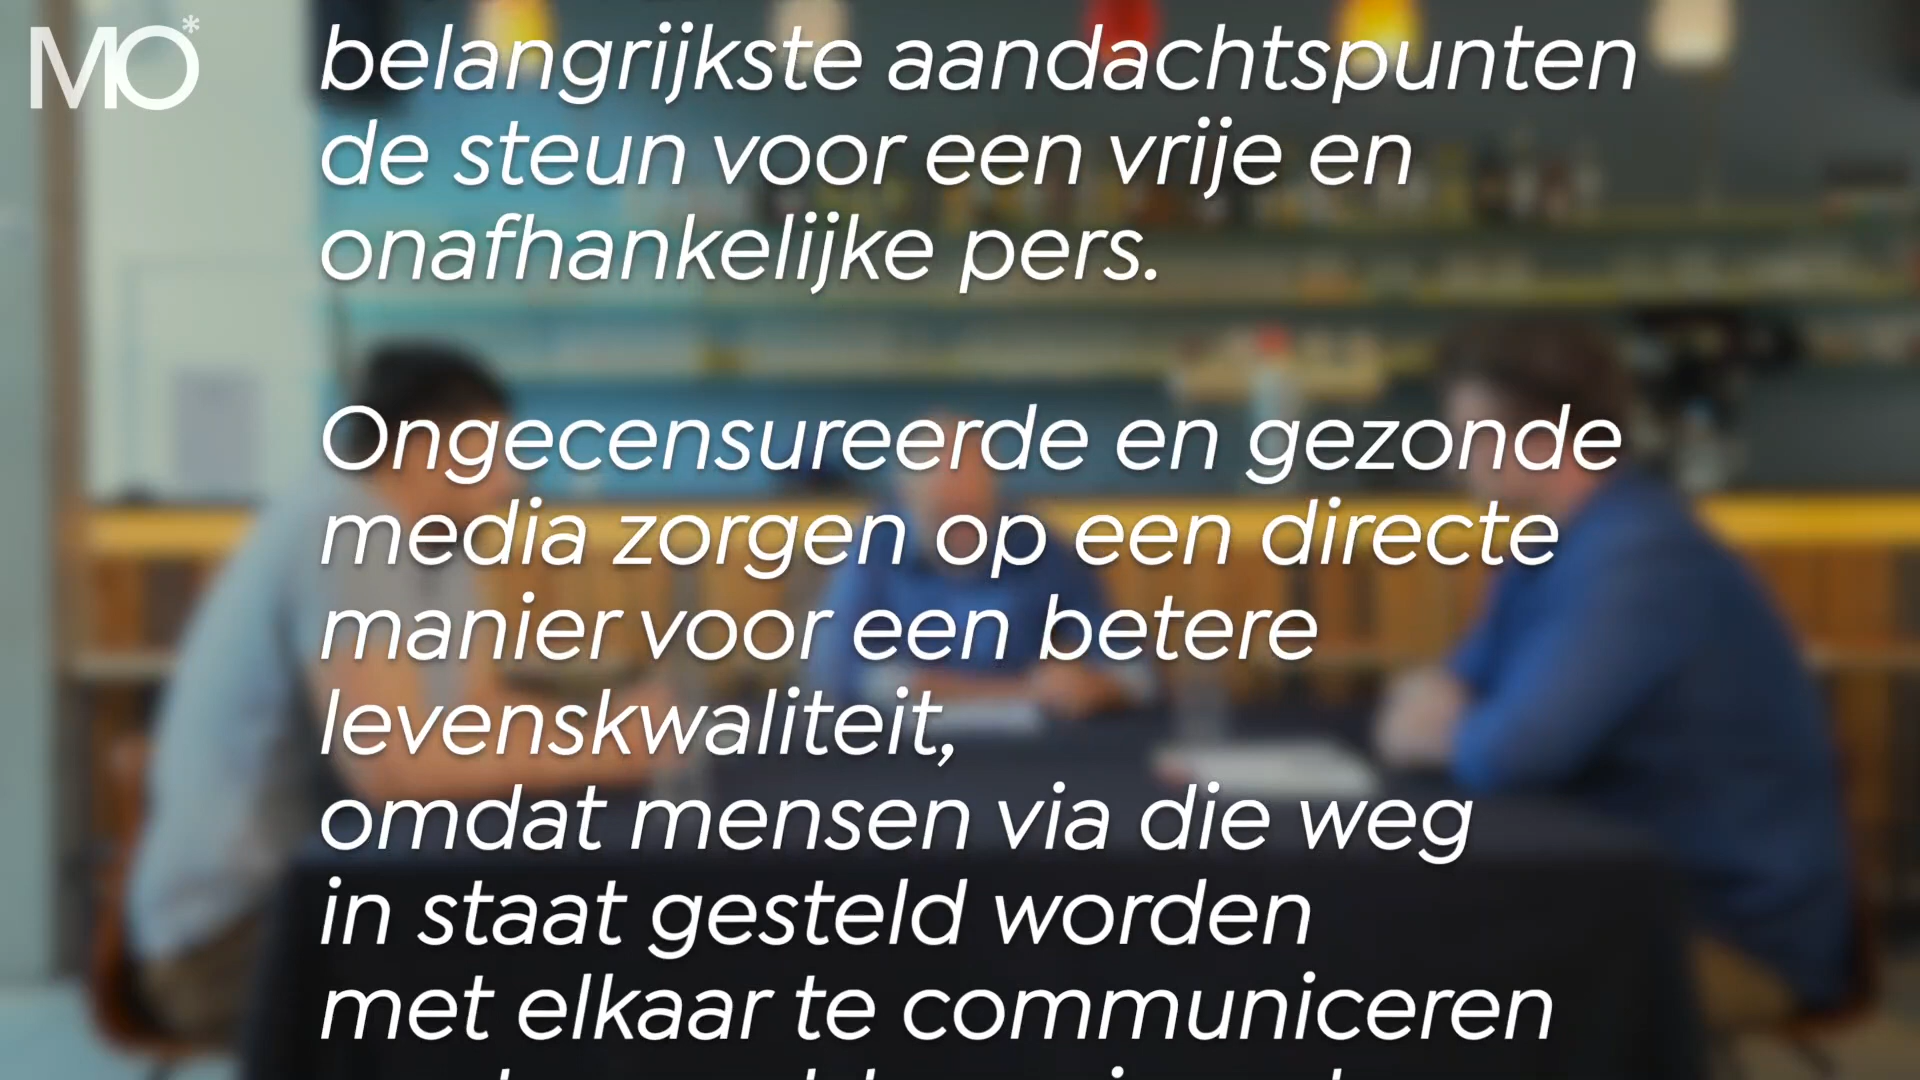 MO*
belangrijkste aandachtspunten
de steun voor een vrije en
onafhankelijke pers.
Ongecensureerde en gezonde
media zorgen op een directe
manier voor een betere
levenskwaliteit,
omdat mensen via die weg
in staat gesteld worden
met elkaar te communiceren